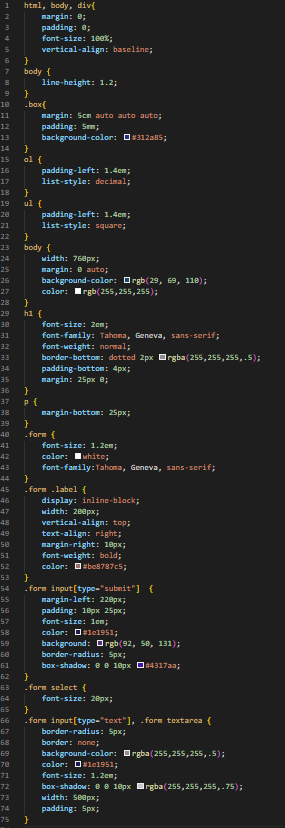 1 html, body, div{
2 margin: 0;
3 padding: 0;
4 font-size: 100%;
5 vertical-align: baseline;
6 }
7 body {
8 line-height: 1.2;
9 }
10 .box{
11 margin: 5cm auto auto auto;
12 padding: 5mm;
13 background-color: #312a85;
14 }
15 ol {
16 padding-left: 1.4em;
17 list-style: decimal;
18 }
19 ul {
20 padding-left: 1.4em;
21 list-style: square;
22 }
23 body {
24 width: 760px;
25 margin: 0 auto;
26 background-color: rgb(29, 69, 110);
27 color: rgb(255,255,255);
28 }
29 h1 {
30 font-size: 2em;
31 font-family: Tahoma, Geneva, sans-serif;
32 font-weight: normal;
33 border-bottom: dotted 2px rgba(255,255,255,.5);
34 padding-bottom: 4px;
35 margin: 25px 0;
36 }
37 p {
38 margin-bottom: 25px;
39 }
40 .form {
41 font-size: 1.2em;
42 color: white;
43 font-family:Tahoma, Geneva, sans-serif;
44 }
45 .form .label {
46 display: inline-block;
47 width: 200px;
48 vertical-align: top;
49 text-align: right;
50 margin-right: 10px;
51 font-weight: bold;
52 color: #be8787c5;
53 }
54 .form input[type="submit"] {
55 margin-left: 220px;
56 padding: 10px 25px;
57 font-size: 1em;
58 color: #1e1951;
59 background: rgb(92, 50, 131);
60 border-radius: 5px;
61 box-shadow: 0 0 10px #4317aa;
62 }
63 .form select {
64 font-size: 20px;
65 }
66 .form input[type="text"], .form textarea {
67 border-radius: 5px;
68 border: none;
69 background-color: rgba(255,255,255,.5);
70 color: #1e1951;
71 font-size: 1.2em;
72 box-shadow: 0 0 10px rgba(255,255,255,.75);
73 width: 500px;
74 padding: 5px;
75 }